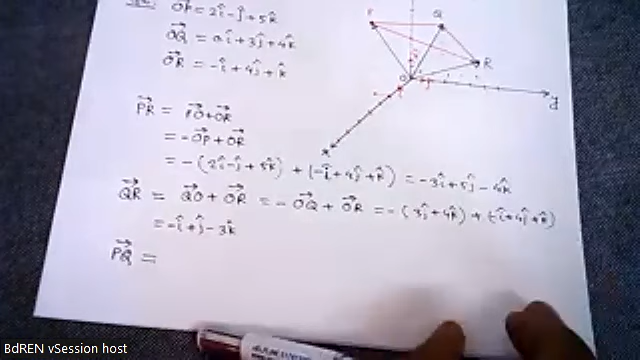 OP = 2î - ĵ + 5k̂
OQ = 0î + 3ĵ + 4k̂
OR = -î + 4ĵ + k̂
P
Q
R
O
y
x
PR = PO + OR
= -OP + OR
= -(2î - ĵ + 5k̂) + (-î + 4ĵ + k̂) = -3î + 5ĵ - 4k̂
QR = QO + OR = -OQ + OR = -(3ĵ + 4k̂) + (-î + 4ĵ + k̂)
= -î + ĵ - 3k̂
PQ =
BdREN vSession host